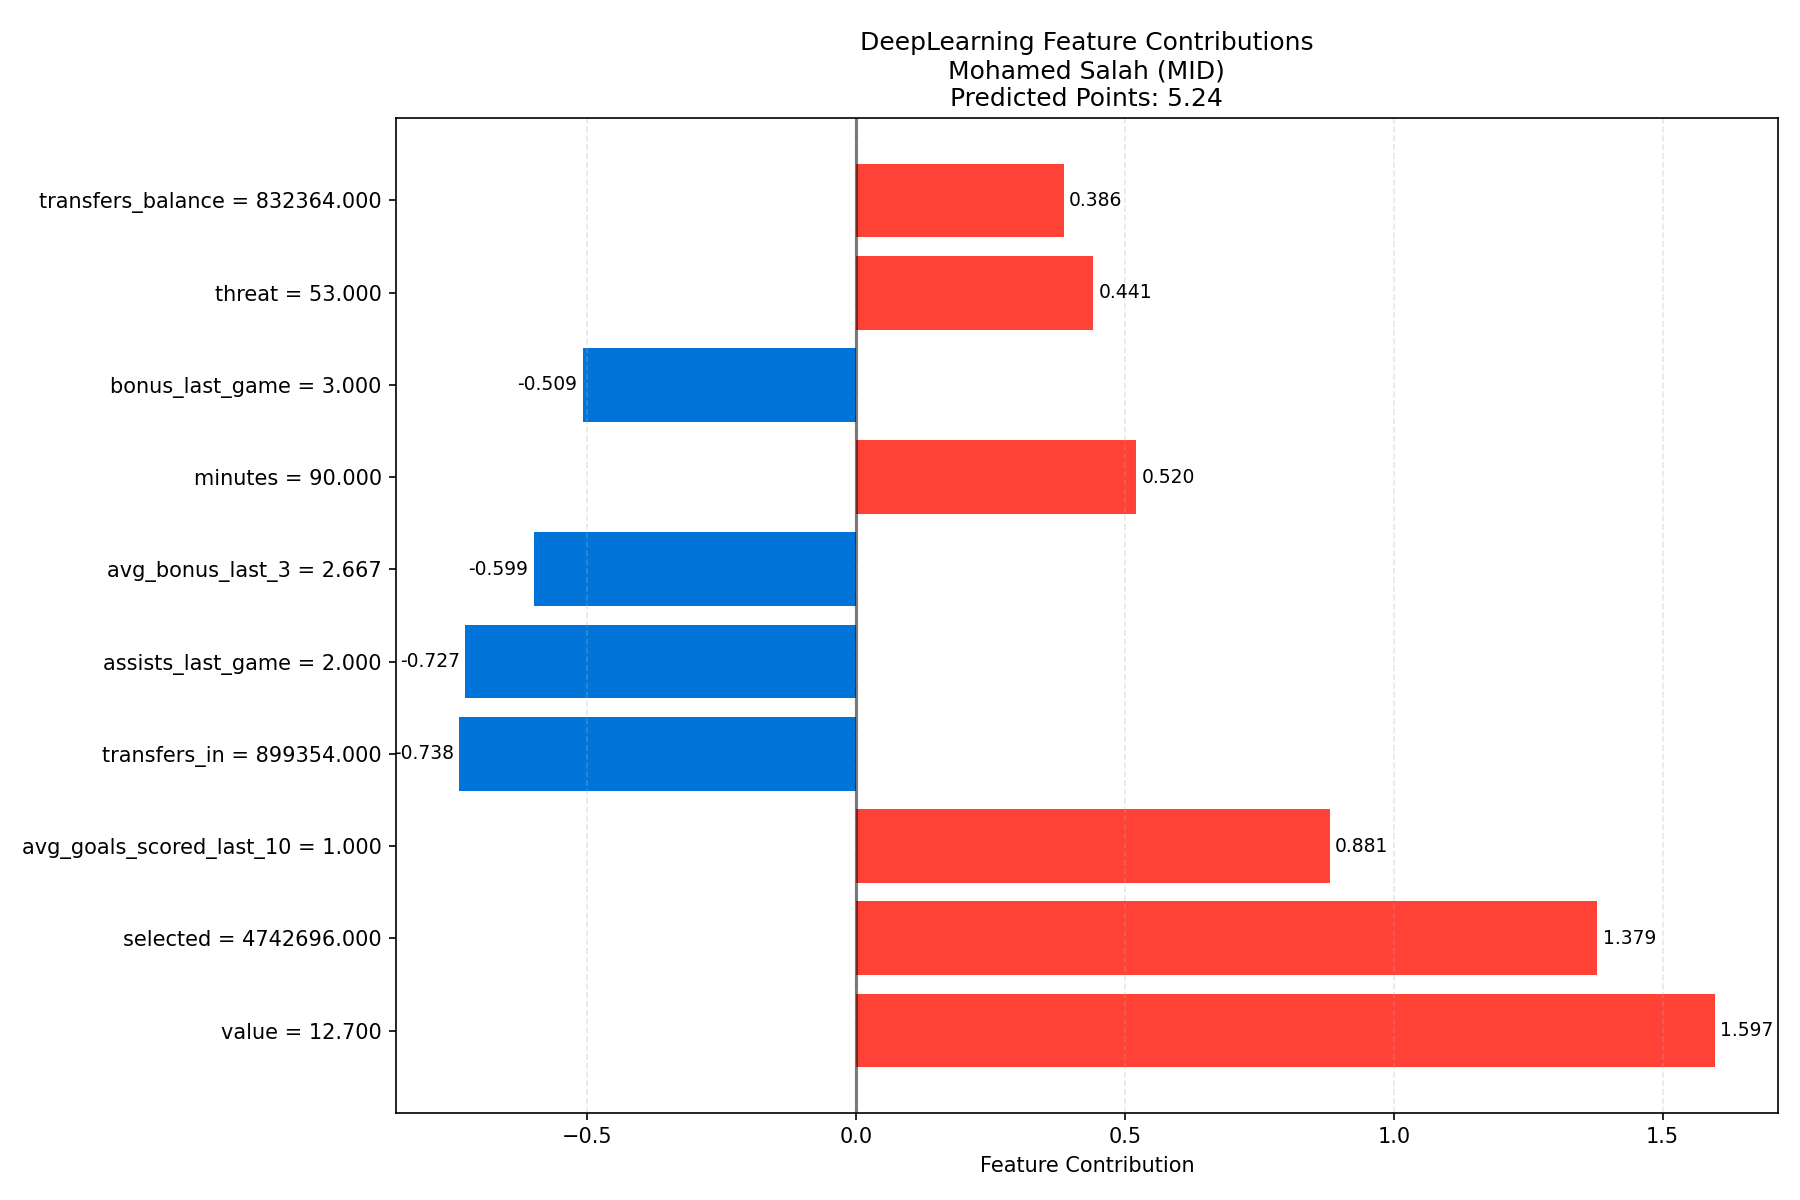 DeepLearning Feature Contributions
Mohamed Salah (MID)
Predicted Points: 5.24
transfers_balance = 832364.000
0.386
threat = 53.000
0.441
bonus_last_game = 3.000
-0.509
minutes = 90.000
0.520
avg_bonus_last_3 = 2.667
-0.599
assists_last_game = 2.000
-0.727
transfers_in = 899354.000
-0.738
avg_goals_scored_last_10 = 1.000
0.881
selected = 4742696.000
1.379
value = 12.700
1.597
−0.5 0.0 0.5 1.0 1.5
Feature Contribution